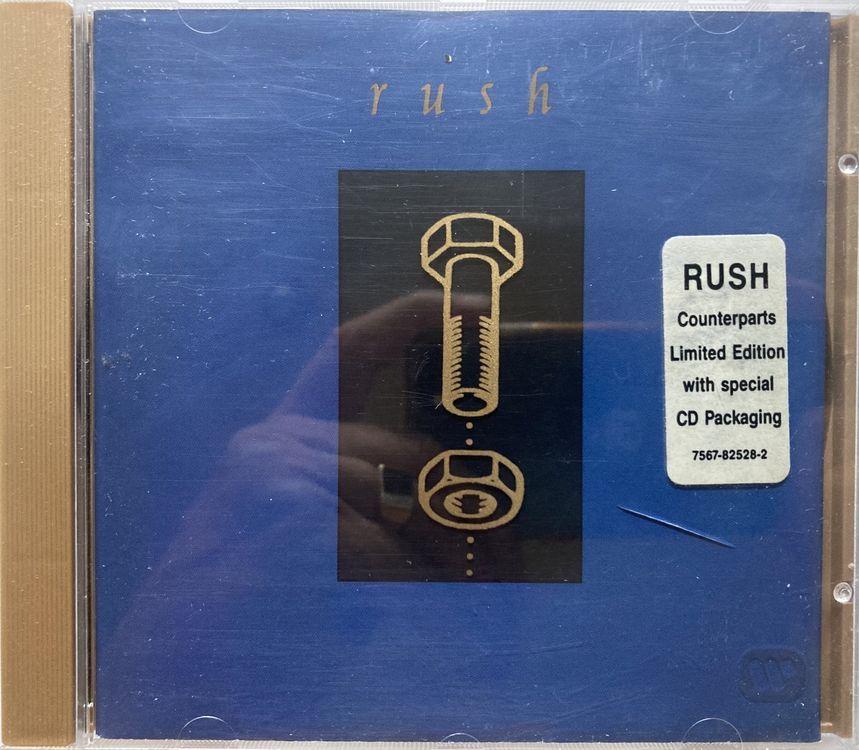 rush
RUSH
Counterparts
Limited Edition
with special
CD Packaging
7567-82528-2